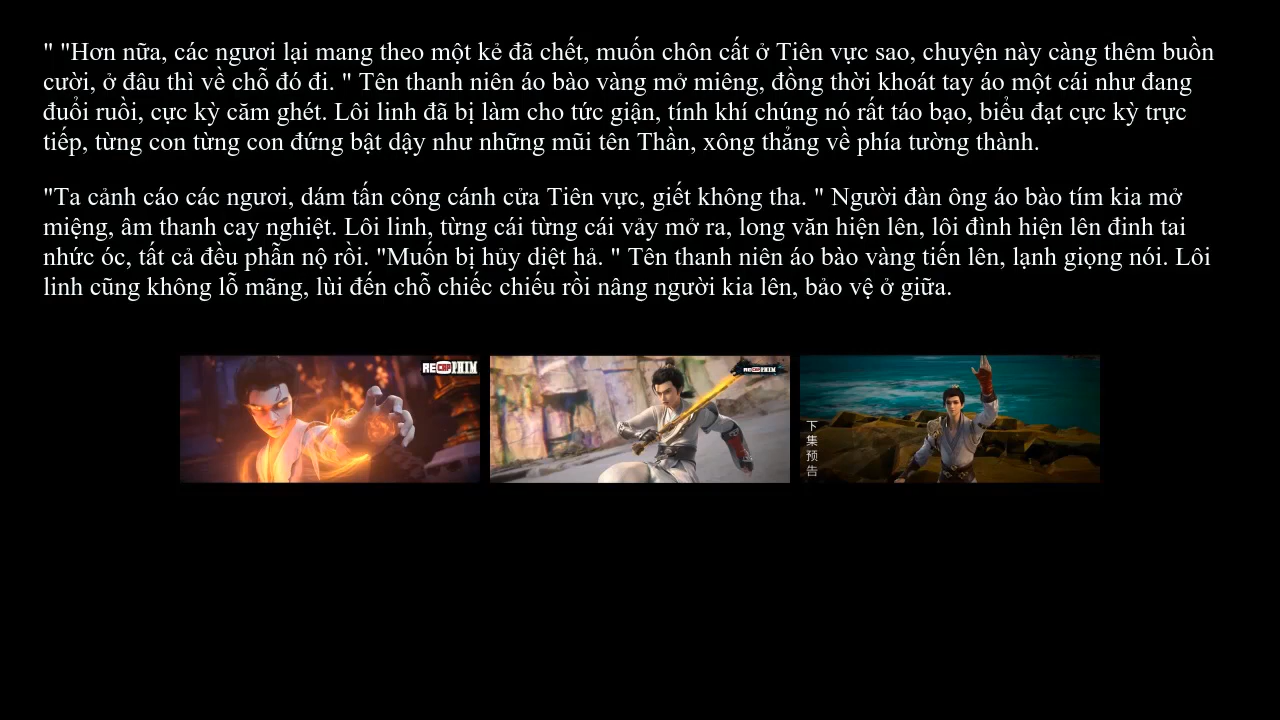 " "Hơn nữa, các ngươi lại mang theo một kẻ đã chết, muốn chôn cất ở Tiên vực sao, chuyện này càng thêm buồn
cười, ở đâu thì về chỗ đó đi. " Tên thanh niên áo bào vàng mở miêng, đồng thời khoát tay áo một cái như đang
đuổi ruồi, cực kỳ căm ghét. Lôi linh đã bị làm cho tức giận, tính khí chúng nó rất táo bạo, biểu đạt cực kỳ trực
tiếp, từng con từng con đứng bật dậy như những mũi tên Thần, xông thẳng về phía tường thành.
"Ta cảnh cáo các ngươi, dám tấn công cánh cửa Tiên vực, giết không tha. " Người đàn ông áo bào tím kia mở
miệng, âm thanh cay nghiệt. Lôi linh, từng cái từng cái vảy mở ra, long văn hiện lên, lôi đình hiện lên đinh tai
nhức óc, tất cả đều phẫn nộ rồi. "Muốn bị hủy diệt hả. " Tên thanh niên áo bào vàng tiến lên, lạnh giọng nói. Lôi
linh cũng không lỗ mãng, lùi đến chỗ chiếc chiếu rồi nâng người kia lên, bảo vệ ở giữa.
RECAP PHIM
RECAP PHIM
下集预告